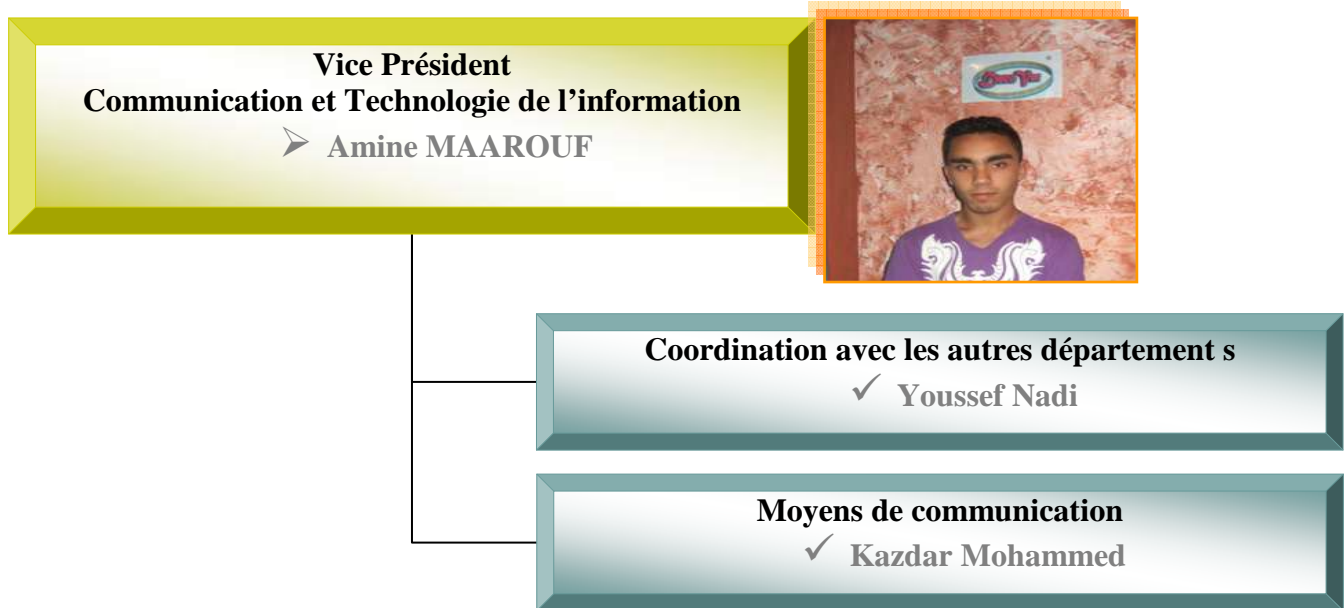 Vice Président
Communication et Technologie de l’information
➢ Amine MAAROUF
Coordination avec les autres département s
✓ Youssef Nadi
Moyens de communication
✓ Kazdar Mohammed